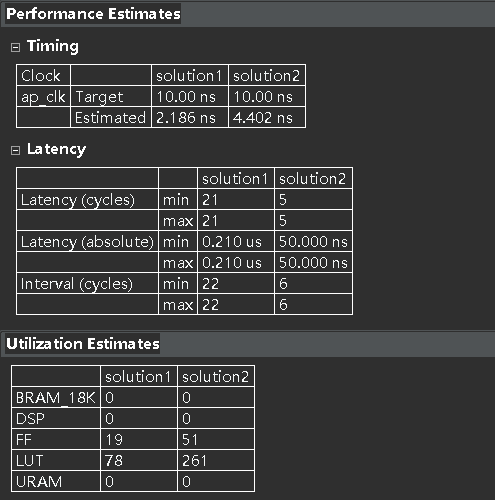 Performance Estimates
Timing
Clock solution1 solution2
ap_clk Target 10.00 ns 10.00 ns
Estimated 2.186 ns 4.402 ns
Latency
solution1 solution2
Latency (cycles) min 21 5
max 21 5
Latency (absolute) min 0.210 us 50.000 ns
max 0.210 us 50.000 ns
Interval (cycles) min 22 6
max 22 6
Utilization Estimates
solution1 solution2
BRAM_18K 0 0
DSP 0 0
FF 19 51
LUT 78 261
URAM 0 0